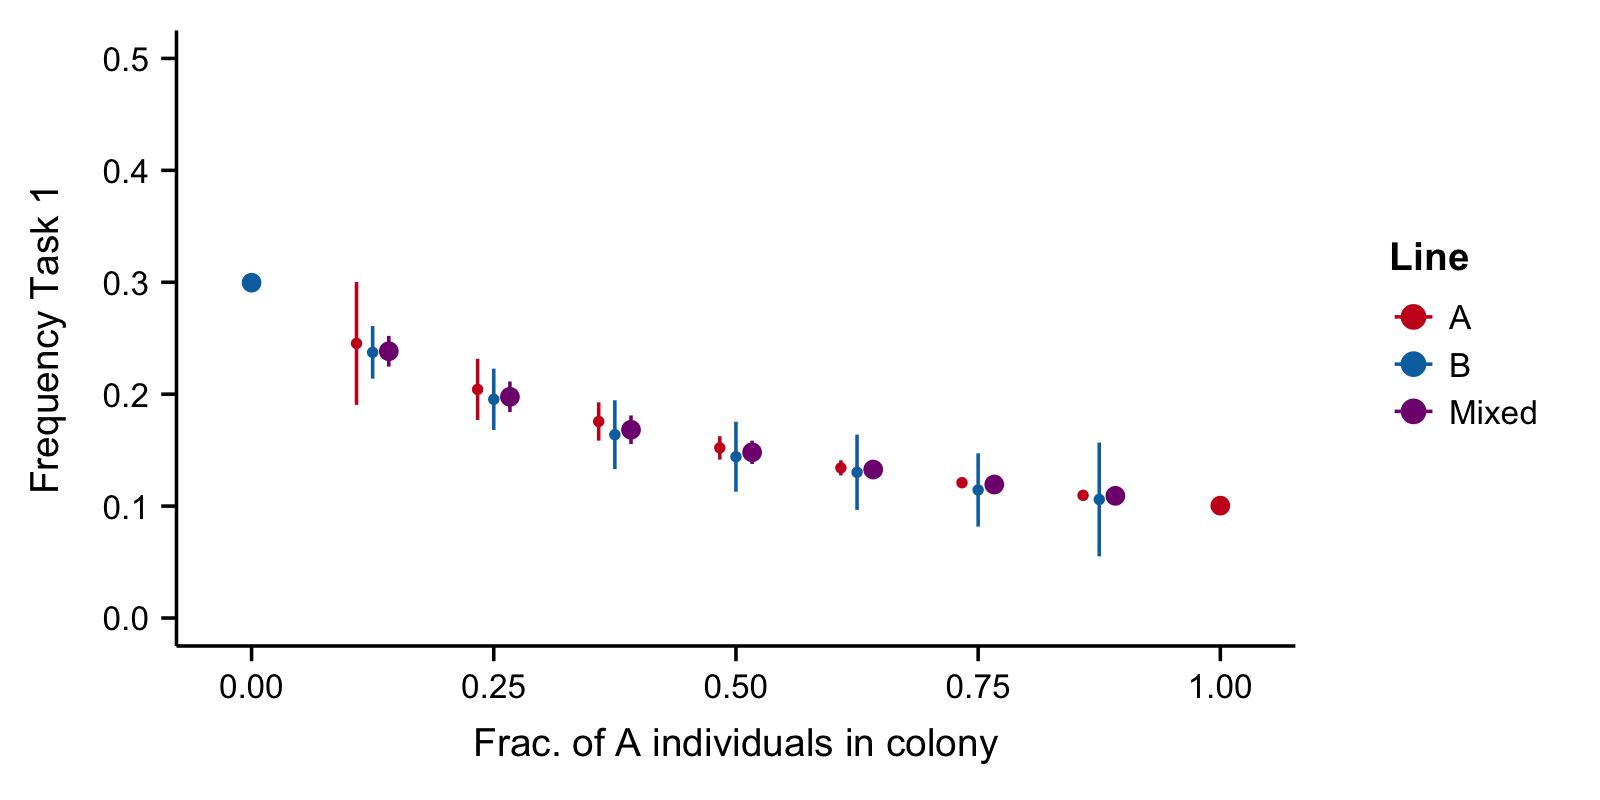 0.5
0.4
0.3
0.2
0.1
0.0
Frequency Task 1
0.00 0.25 0.50 0.75 1.00
Frac. of A individuals in colony
Line
A
B
Mixed